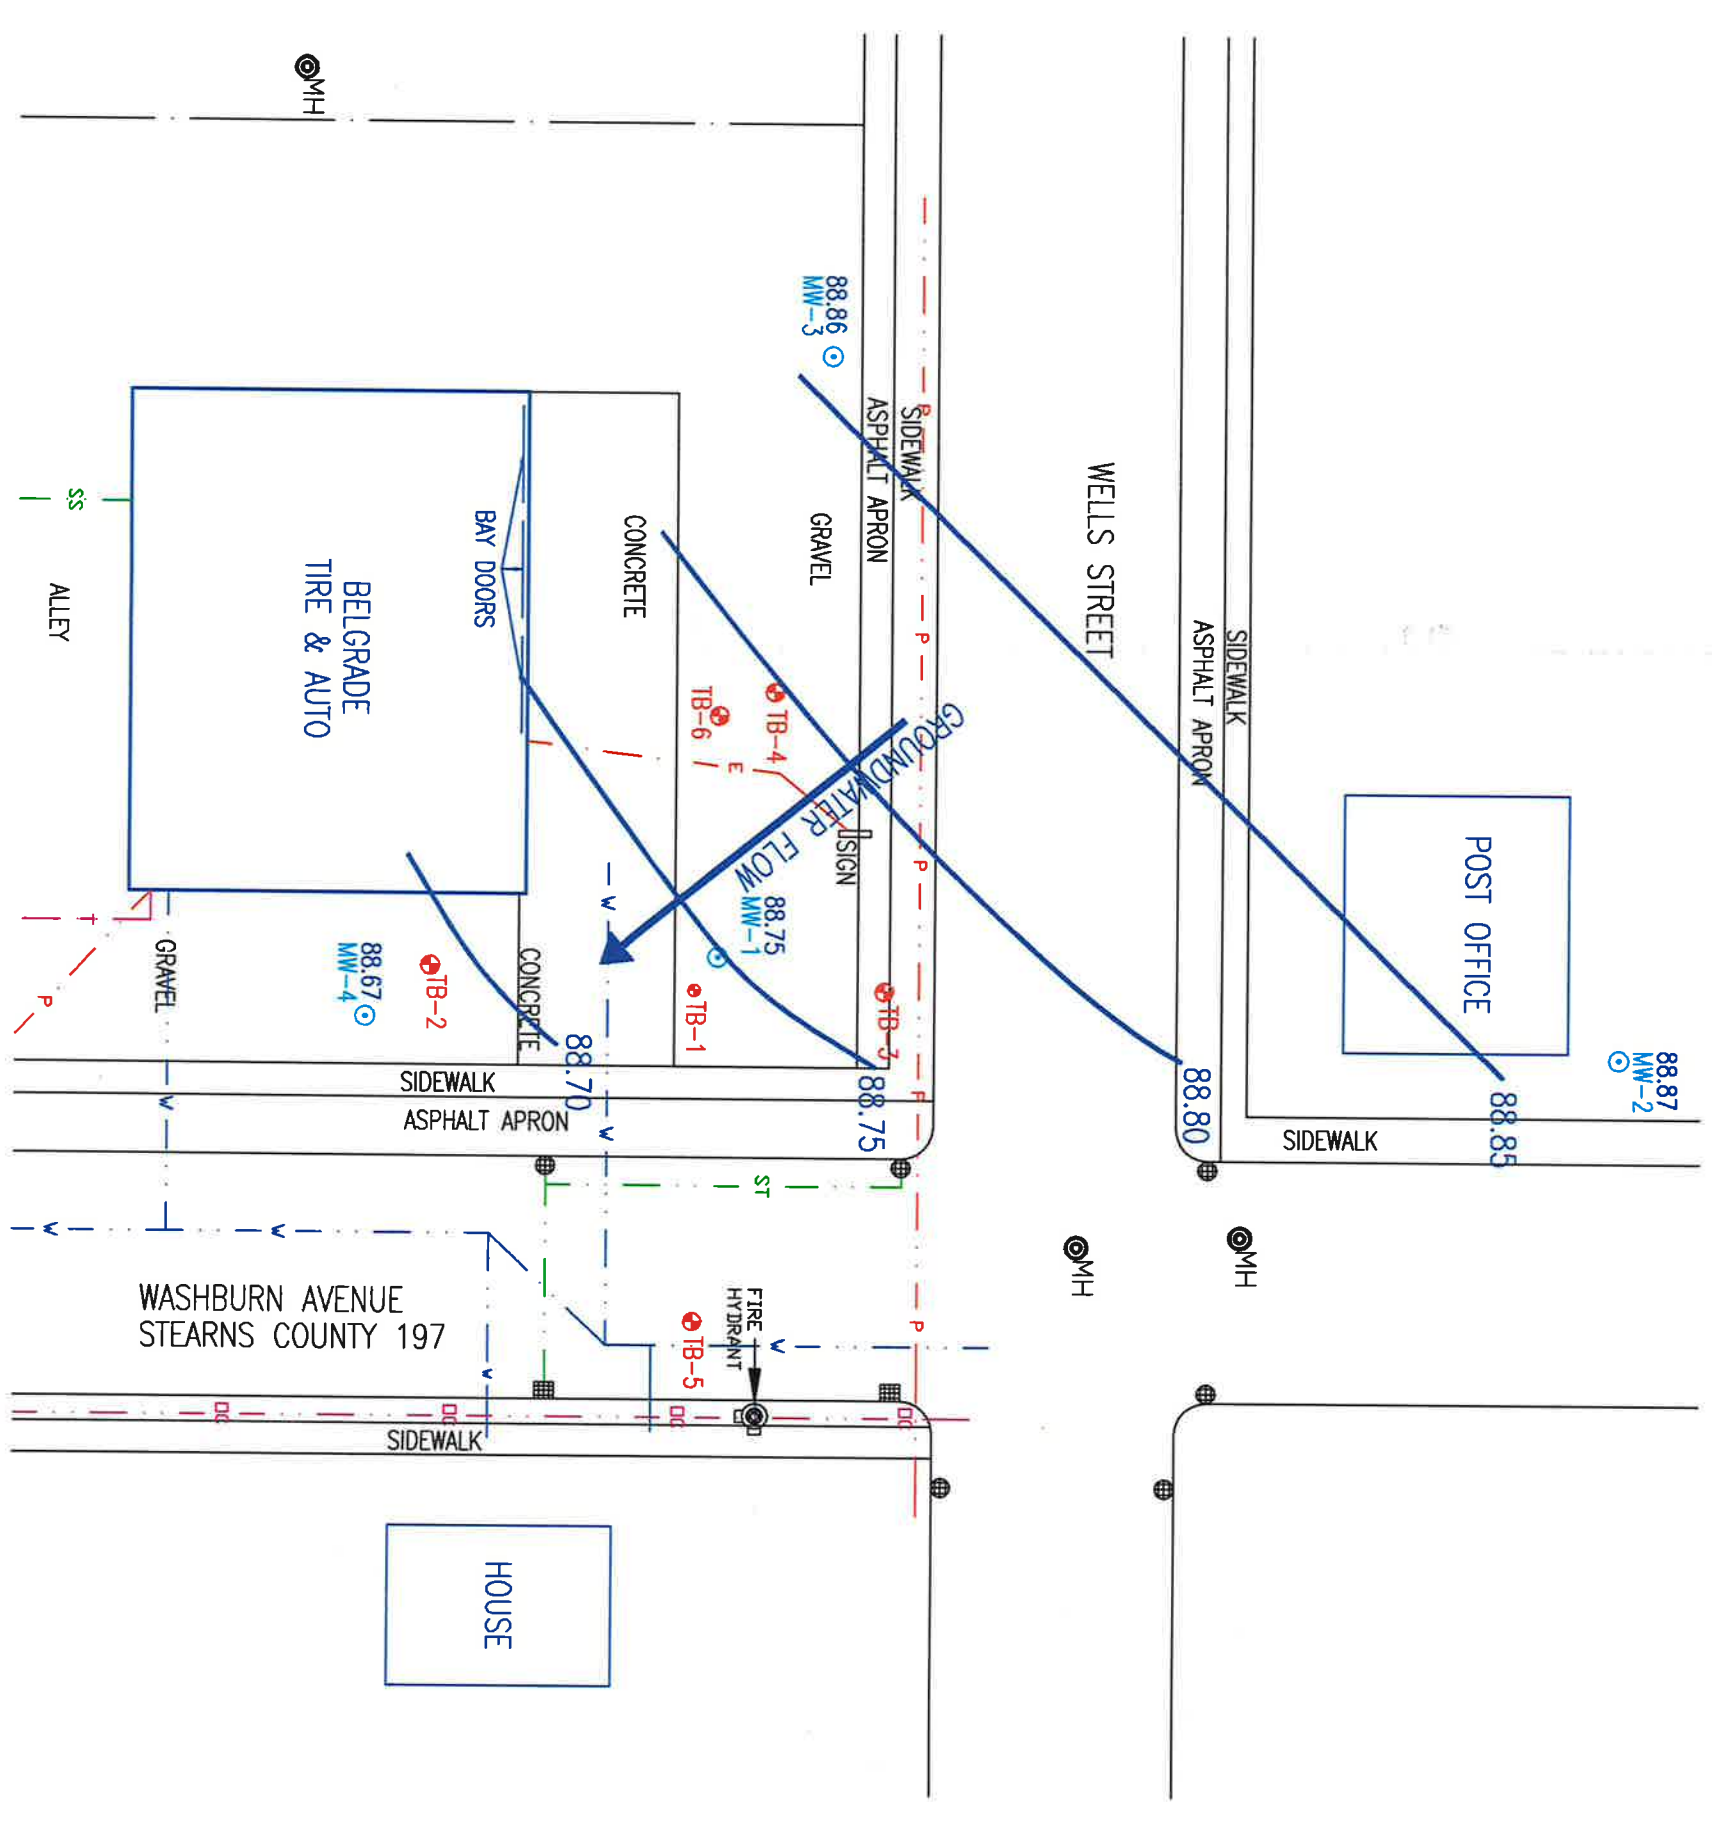 MH
88.86
MW-3
SIDEWALK
ASPHALT APRON
P
WELLS STREET
SIDEWALK
ASPHALT APRON
GRAVEL
CONCRETE
BAY DOORS
BELGRADE
TIRE & AUTO
SS
ALLEY
P
TB-4
TB-6
E
GROUNDWATER FLOW
SIGN
P
POST OFFICE
88.75
MW-1
W
TB-3
TB-1
CONCRETE
TB-2
88.67
MW-4
GRAVEL
T
P
88.87
MW-2
88.85
88.80
88.75
88.70
SIDEWALK
SIDEWALK
ASPHALT APRON
P
W
W
ST
W
W
MH
MH
WASHBURN AVENUE
STEARNS COUNTY 197
FIRE
HYDRANT
TB-5
W
P
W
OC
OC
OC
OC
SIDEWALK
HOUSE